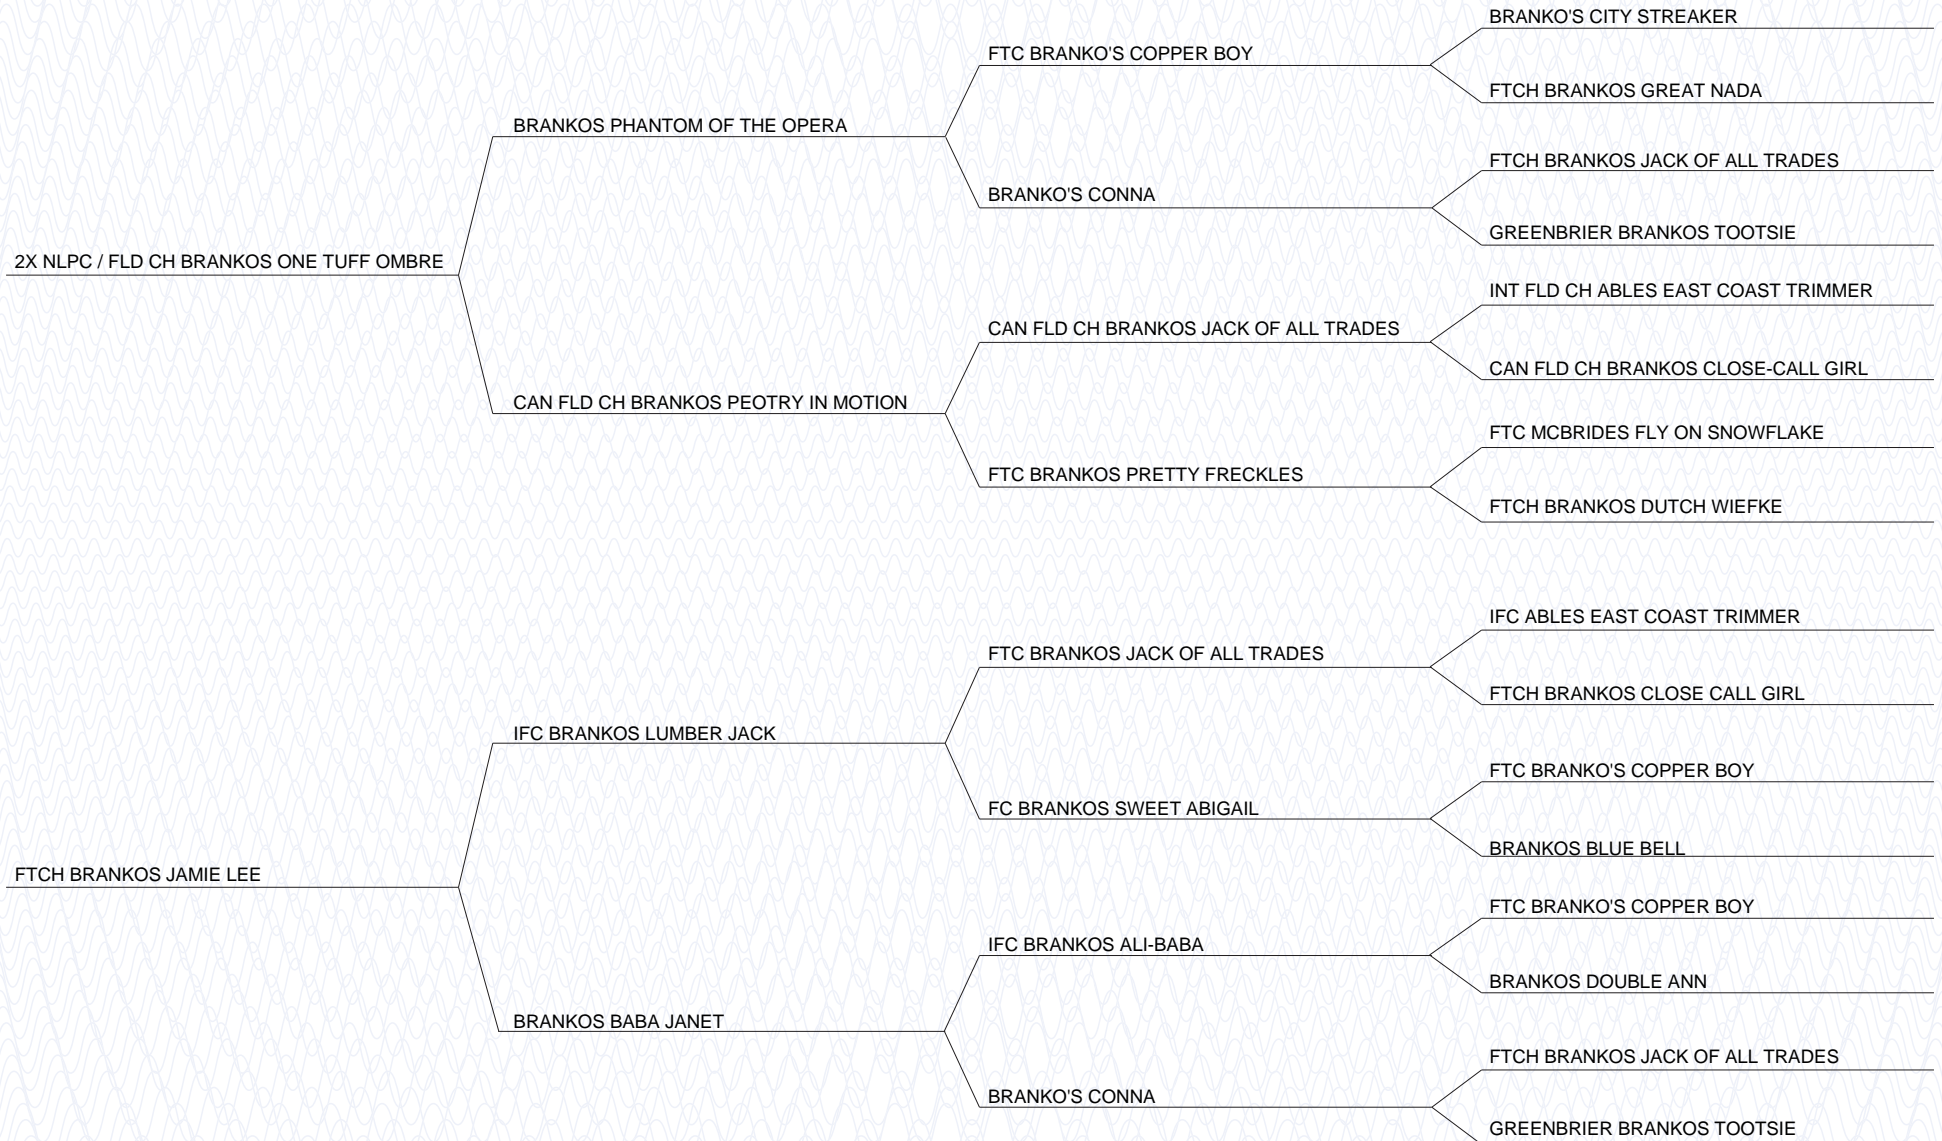 BRANKO'S CITY STREAKER
FTC BRANKO'S COPPER BOY
FTCH BRANKOS GREAT NADA
BRANKOS PHANTOM OF THE OPERA
FTCH BRANKOS JACK OF ALL TRADES
BRANKO'S CONNA
GREENBRIER BRANKOS TOOTSIE
2X NLPC / FLD CH BRANKOS ONE TUFF OMBRE
INT FLD CH ABLES EAST COAST TRIMMER
CAN FLD CH BRANKOS JACK OF ALL TRADES
CAN FLD CH BRANKOS CLOSE-CALL GIRL
CAN FLD CH BRANKOS PEOTRY IN MOTION
FTC MCBRIDES FLY ON SNOWFLAKE
FTC BRANKOS PRETTY FRECKLES
FTCH BRANKOS DUTCH WIEFKE
IFC ABLES EAST COAST TRIMMER
FTC BRANKOS JACK OF ALL TRADES
FTCH BRANKOS CLOSE CALL GIRL
IFC BRANKOS LUMBER JACK
FTC BRANKO'S COPPER BOY
FC BRANKOS SWEET ABIGAIL
BRANKOS BLUE BELL
FTCH BRANKOS JAMIE LEE
FTC BRANKO'S COPPER BOY
IFC BRANKOS ALI-BABA
BRANKOS DOUBLE ANN
BRANKOS BABA JANET
FTCH BRANKOS JACK OF ALL TRADES
BRANKO'S CONNA
GREENBRIER BRANKOS TOOTSIE